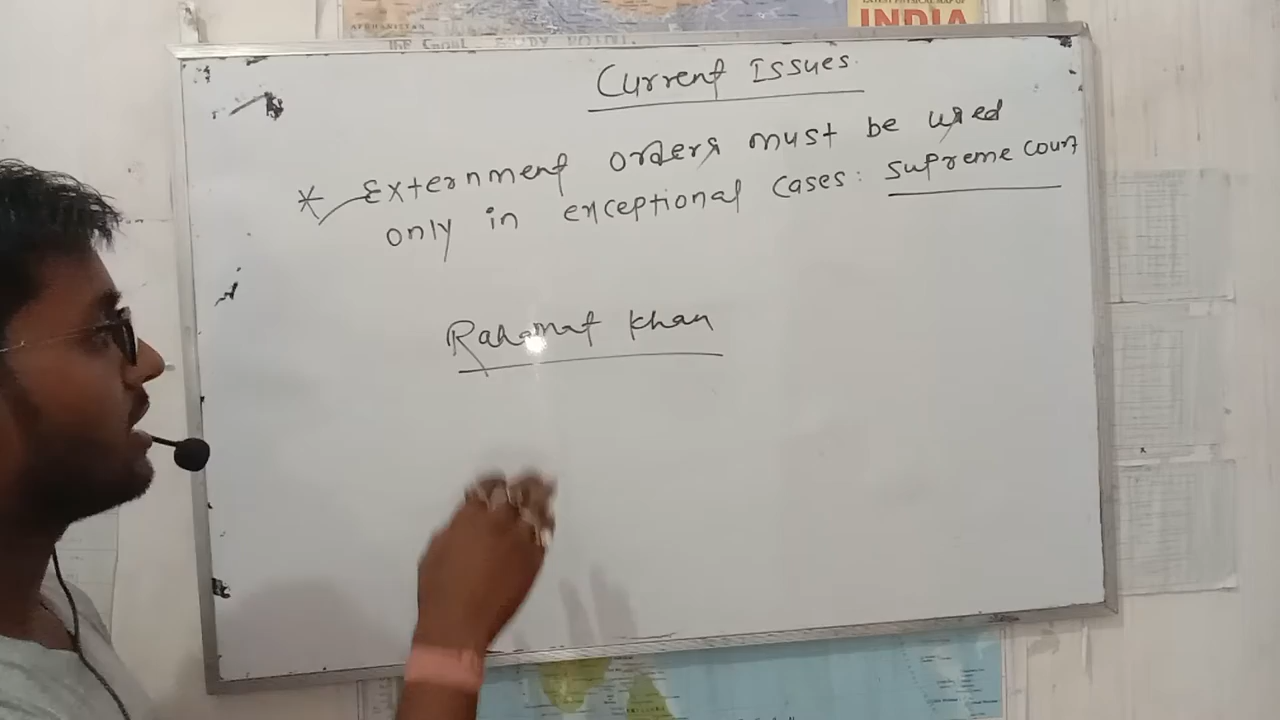 INDIA
Current Issues
* Externment orders must be used
only in exceptional cases: Supreme Court
Rahamat Khan